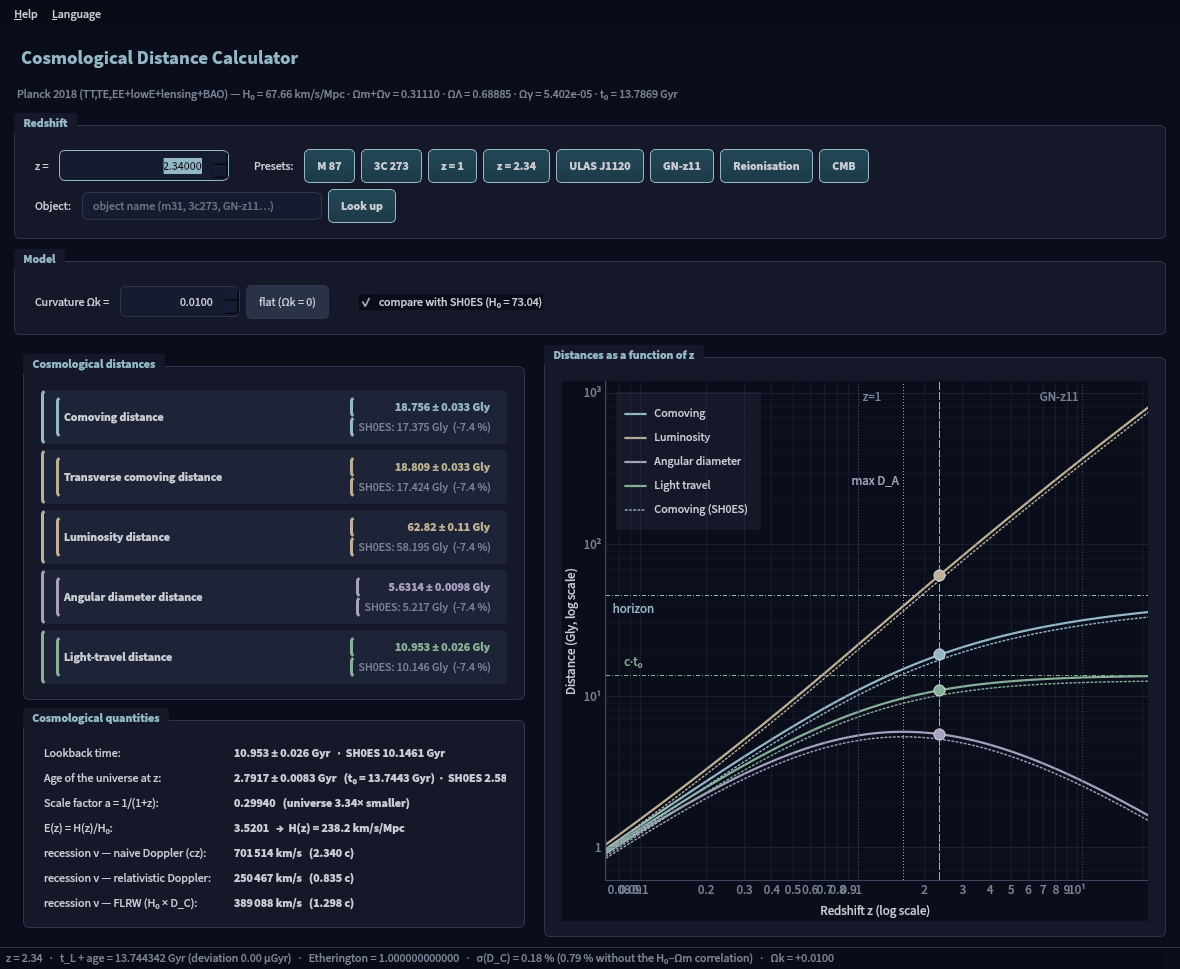 Help Language
Cosmological Distance Calculator
Planck 2018 (TT,TE,EE+lowE+lensing+BAO) — H₀ = 67.66 km/s/Mpc · Ωm+Ων = 0.31110 · ΩΛ = 0.68885 · Ωγ = 5.402e-05 · t₀ = 13.7869 Gyr
Redshift
z = 2.34000 Presets: M 87 3C 273 z = 1 z = 2.34 ULAS J1120 GN-z11 Reionisation CMB
Object: object name (m31, 3c273, GN-z11…) Look up
Model
Curvature Ωk = 0.0100 flat (Ωk = 0) ✓ compare with SH0ES (H₀ = 73.04)
Cosmological distances
Comoving distance 18.756 ± 0.033 Gly
SH0ES: 17.375 Gly (-7.4 %)
Transverse comoving distance 18.809 ± 0.033 Gly
SH0ES: 17.424 Gly (-7.4 %)
Luminosity distance 62.82 ± 0.11 Gly
SH0ES: 58.195 Gly (-7.4 %)
Angular diameter distance 5.6314 ± 0.0098 Gly
SH0ES: 5.217 Gly (-7.4 %)
Light-travel distance 10.953 ± 0.026 Gly
SH0ES: 10.146 Gly (-7.4 %)
Cosmological quantities
Lookback time: 10.953 ± 0.026 Gyr · SH0ES 10.1461 Gyr
Age of the universe at z: 2.7917 ± 0.0083 Gyr (t₀ = 13.7443 Gyr) · SH0ES 2.58
Scale factor a = 1/(1+z): 0.29940 (universe 3.34× smaller)
E(z) = H(z)/H₀: 3.5201 → H(z) = 238.2 km/s/Mpc
recession v — naive Doppler (cz): 701 514 km/s (2.340 c)
recession v — relativistic Doppler: 250 467 km/s (0.835 c)
recession v — FLRW (H₀ × D_C): 389 088 km/s (1.298 c)
Distances as a function of z
Distance (Gly, log scale)
10³
10²
10¹
1
Comoving
Luminosity
Angular diameter
Light travel
Comoving (SH0ES)
z=1
GN-z11
max D_A
horizon
c·t₀
0.2 0.3 0.4 0.5 0.6 0.7 0.8 0.9 1 2 3 4 5 6 7 8 9 10¹
Redshift z (log scale)
z = 2.34 · t_L + age = 13.744342 Gyr (deviation 0.00 µGyr) · Etherington = 1.000000000000 · σ(D_C) = 0.18 % (0.79 % without the H₀–Ωm correlation) · Ωk = +0.0100